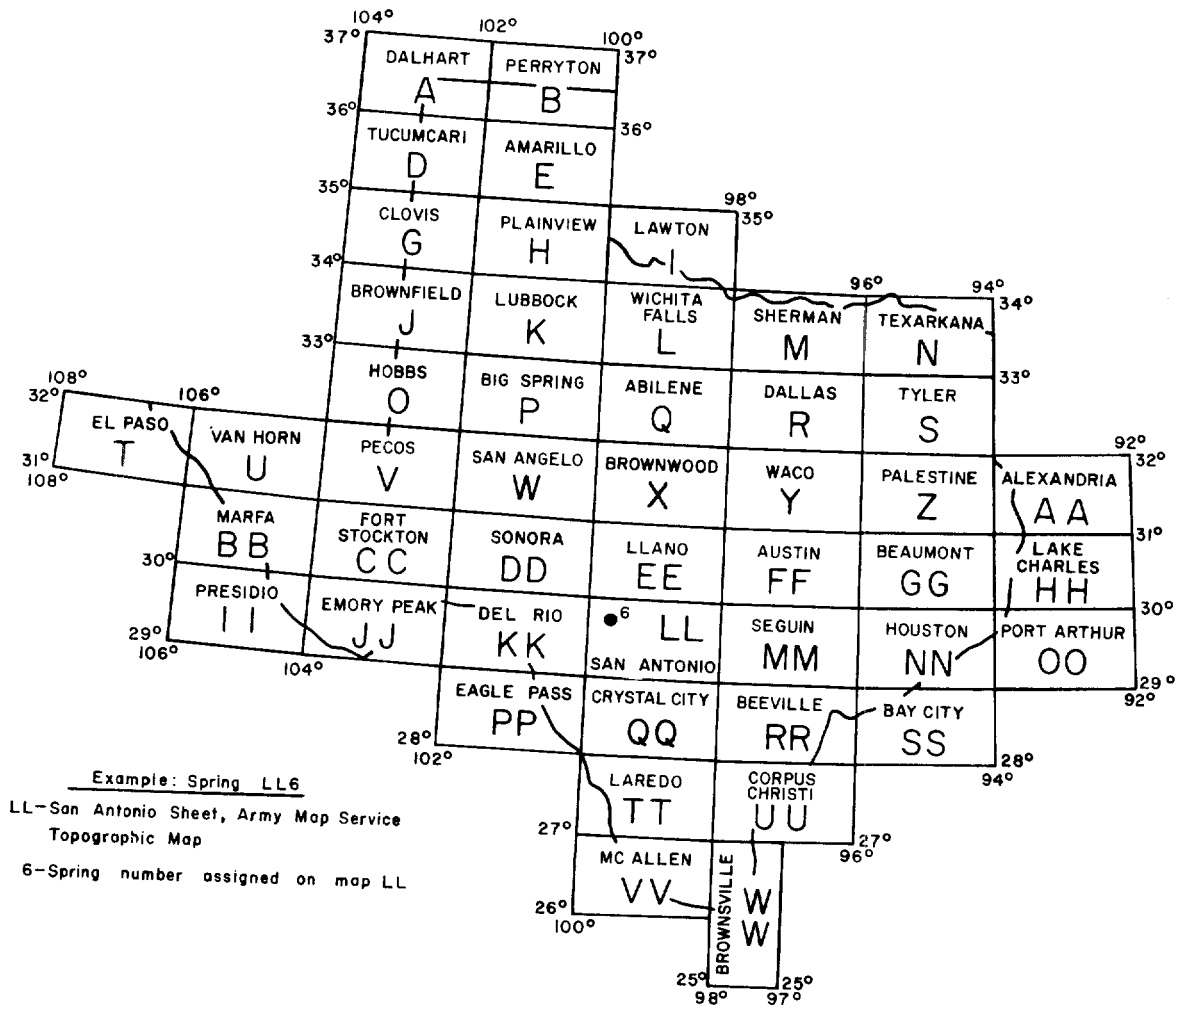 104°
102°
100°
37°
37°
DALHART
A
PERRYTON
B
36°
36°
TUCUMCARI
D
AMARILLO
E
35°
98°
35°
CLOVIS
G
PLAINVIEW
H
LAWTON
I
34°
96°
94°
34°
BROWNFIELD
J
LUBBOCK
K
WICHITA
FALLS
L
SHERMAN
M
TEXARKANA
N
33°
33°
HOBBS
O
BIG SPRING
P
ABILENE
Q
DALLAS
R
TYLER
S
108°
106°
32°
92°
32°
EL PASO
T
VAN HORN
U
PECOS
V
SAN ANGELO
W
BROWNWOOD
X
WACO
Y
PALESTINE
Z
ALEXANDRIA
AA
31°
108°
31°
MARFA
BB
FORT
STOCKTON
CC
SONORA
DD
LLANO
EE
AUSTIN
FF
BEAUMONT
GG
LAKE
CHARLES
HH
30°
30°
PRESIDIO
II
EMORY PEAK
JJ
DEL RIO
KK
6
LL
SAN ANTONIO
SEGUIN
MM
HOUSTON
NN
PORT ARTHUR
OO
29°
106°
104°
29°
92°
EAGLE PASS
PP
CRYSTAL CITY
QQ
BEEVILLE
RR
BAY CITY
SS
28°
102°
28°
94°
LAREDO
TT
CORPUS
CHRISTI
UU
27°
27°
96°
MC ALLEN
VV
BROWNSVILLE
W
W
26°
100°
25°
98°
25°
97°
Example: Spring LL6
LL-San Antonio Sheet, Army Map Service
Topographic Map
6-Spring number assigned on map LL